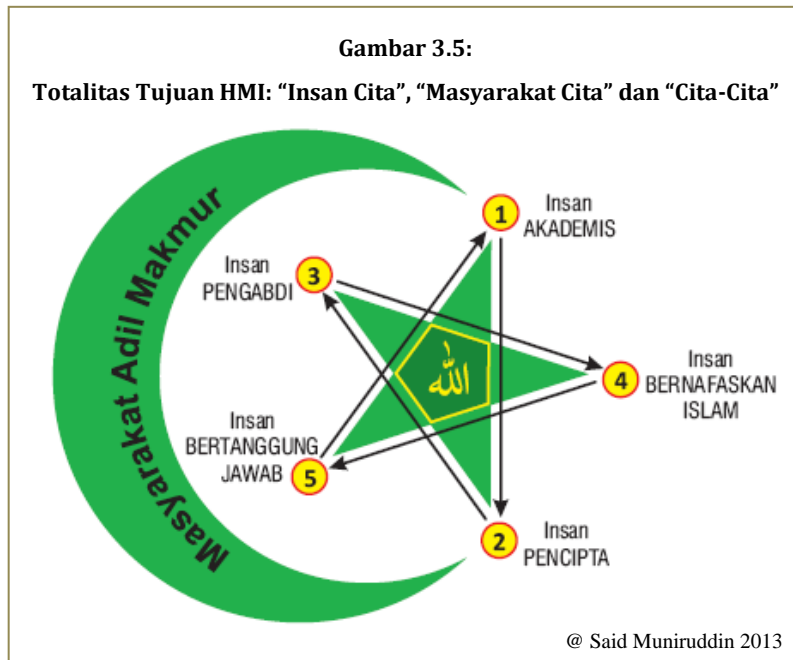 Gambar 3.5:
Totalitas Tujuan HMI: “Insan Cita”, “Masyarakat Cita” dan “Cita-Cita”
Masyarakat Adil Makmur
1
Insan
AKADEMIS
Insan
PENGABDI
3
الله
4
Insan
BERNAFASKAN
ISLAM
Insan
BERTANGGUNG
JAWAB
5
2
Insan
PENCIPTA
@ Said Muniruddin 2013